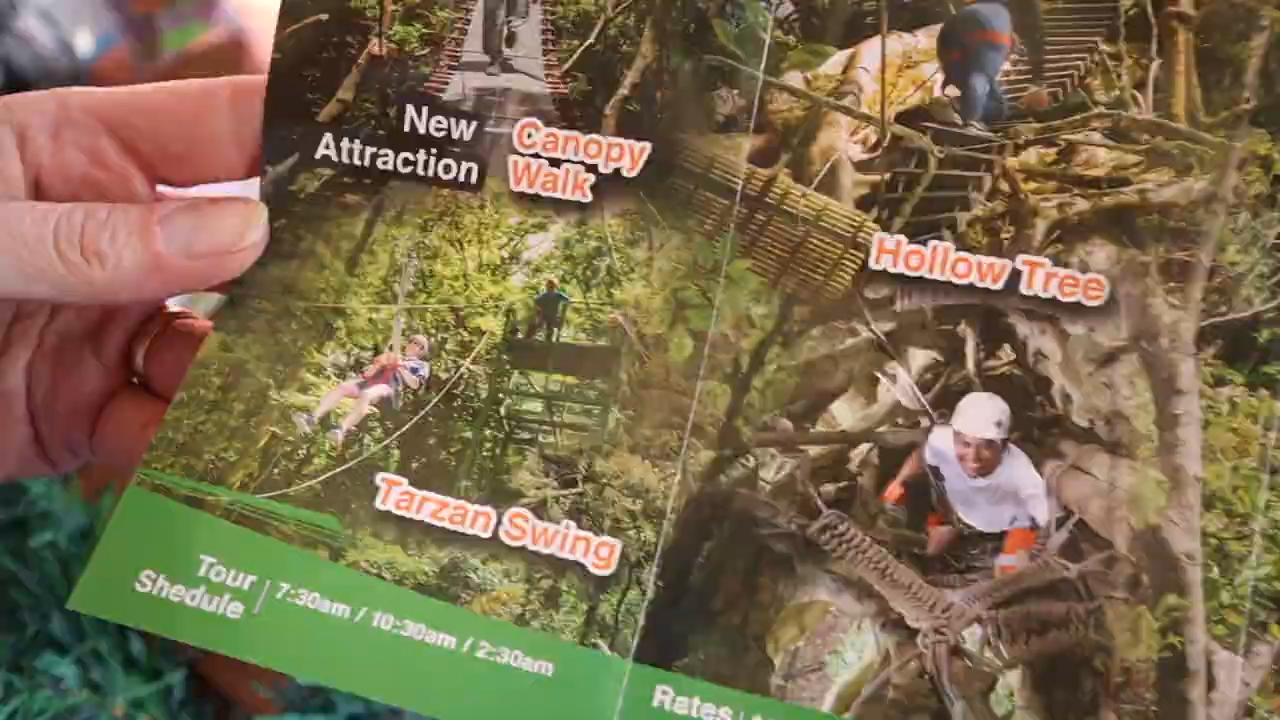 New
Attraction
Canopy
Walk
Hollow Tree
Tarzan Swing
Tour
Shedule
7:30am / 10:30am / 2:30am
Rates